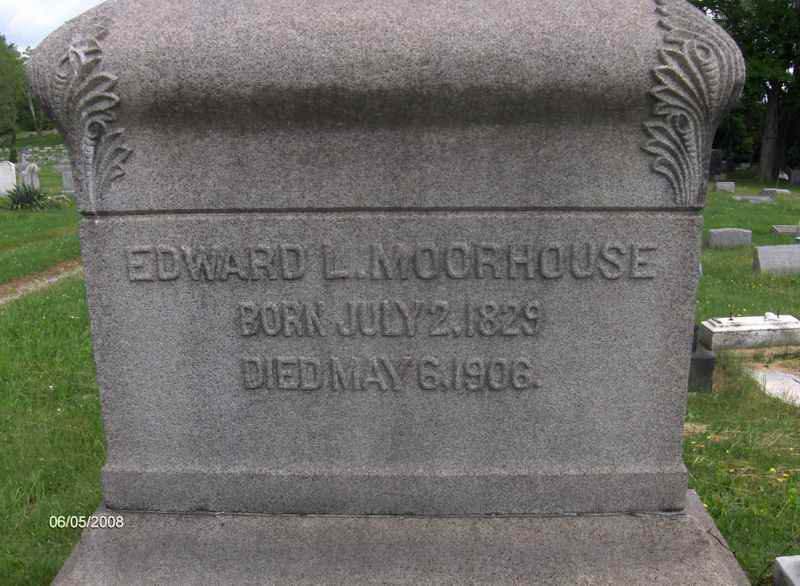 EDWARD L. MOORHOUSE
BORN JULY 2, 1829
DIED MAY 6, 1906.
06/05/2008